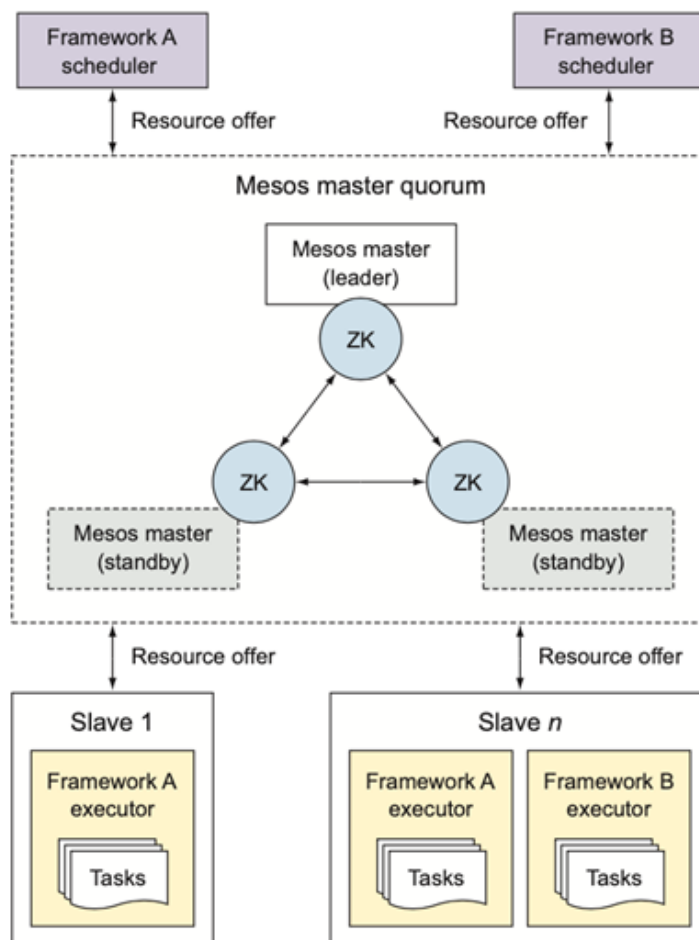 Framework A
scheduler
Framework B
scheduler
Resource offer
Resource offer
Mesos master quorum
Mesos master
(leader)
ZK
ZK
ZK
Mesos master
(standby)
Mesos master
(standby)
Resource offer
Resource offer
Slave 1
Slave n
Framework A
executor
Framework A
executor
Framework B
executor
Tasks
Tasks
Tasks